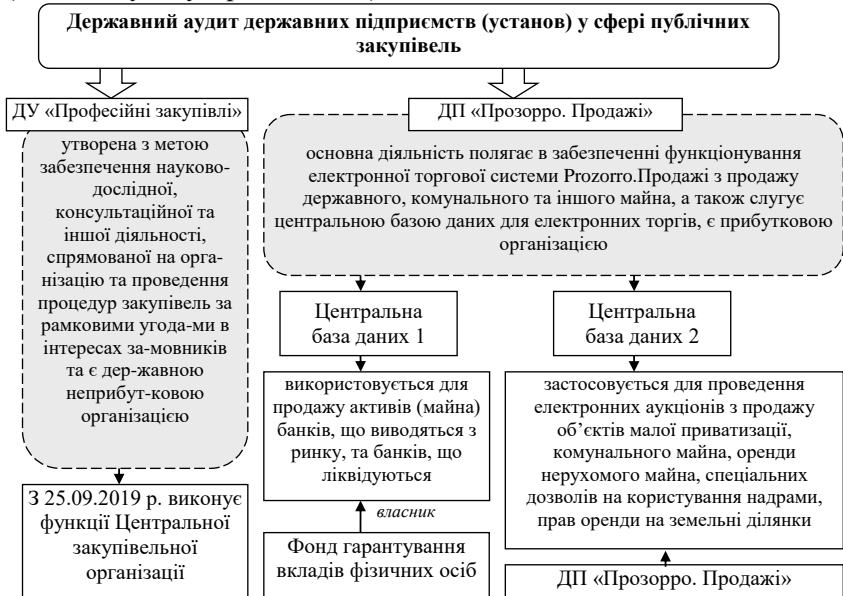 Державний аудит державних підприємств (установ) у сфері публічних
закупівель
ДУ «Професійні закупівлі»
утворена з метою
забезпечення науково-
дослідної,
консультаційної та
іншої діяльності,
спрямованої на орга-
нізацію та проведення
процедур закупівель за
рамковими угода-ми в
інтересах за-мовників
та є дер-жавною
неприбут-ковою
організацією
З 25.09.2019 р. виконує
функції Центральної
закупівельної
організації
ДП «Прозорро. Продажі»
основна діяльність полягає в забезпеченні функціонування
електронної торгової системи Prozorro.Продажі з продажу
державного, комунального та іншого майна, а також слугує
центральною базою даних для електронних торгів, є прибутковою
організацією
Центральна
база даних 1
використовується для
продажу активів (майна)
банків, що виводяться з
ринку, та банків, що
ліквідуються
власник
Фонд гарантування
вкладів фізичних осіб
Центральна
база даних 2
застосовується для проведення
електронних аукціонів з продажу
об’єктів малої приватизації,
комунального майна, оренди
нерухомого майна, спеціальних
дозволів на користування надрами,
прав оренди на земельні ділянки
ДП «Прозорро. Продажі»